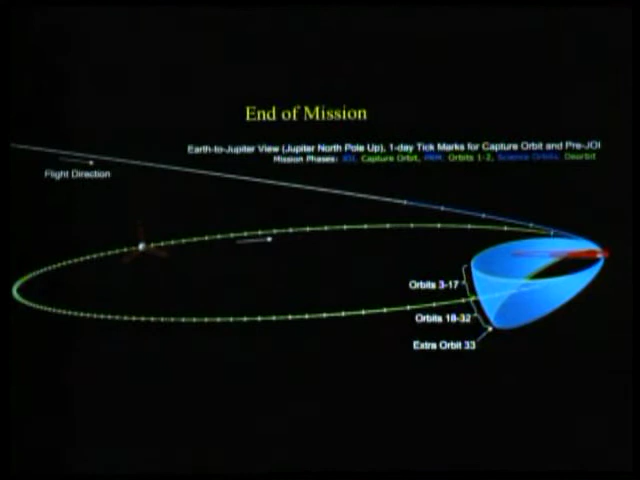 End of Mission
Earth-to-Jupiter View (Jupiter North Pole Up), 1-day Tick Marks for Capture Orbit and Pre-JOI
Mission Phases: JOI, Capture Orbit, PRM, Orbits 1-2, Science Orbits, Deorbit
Flight Direction
Orbits 3-17
Orbits 18-32
Extra Orbit 33